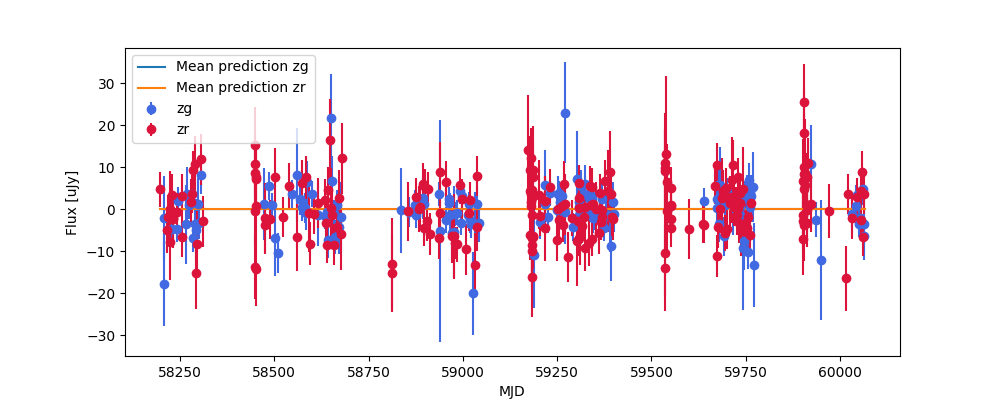 Mean prediction zg
Mean prediction zr
zg
zr
Flux [uJy]
30
20
10
0
−10
−20
−30
58250
58500
58750
59000
59250
59500
59750
60000
MJD